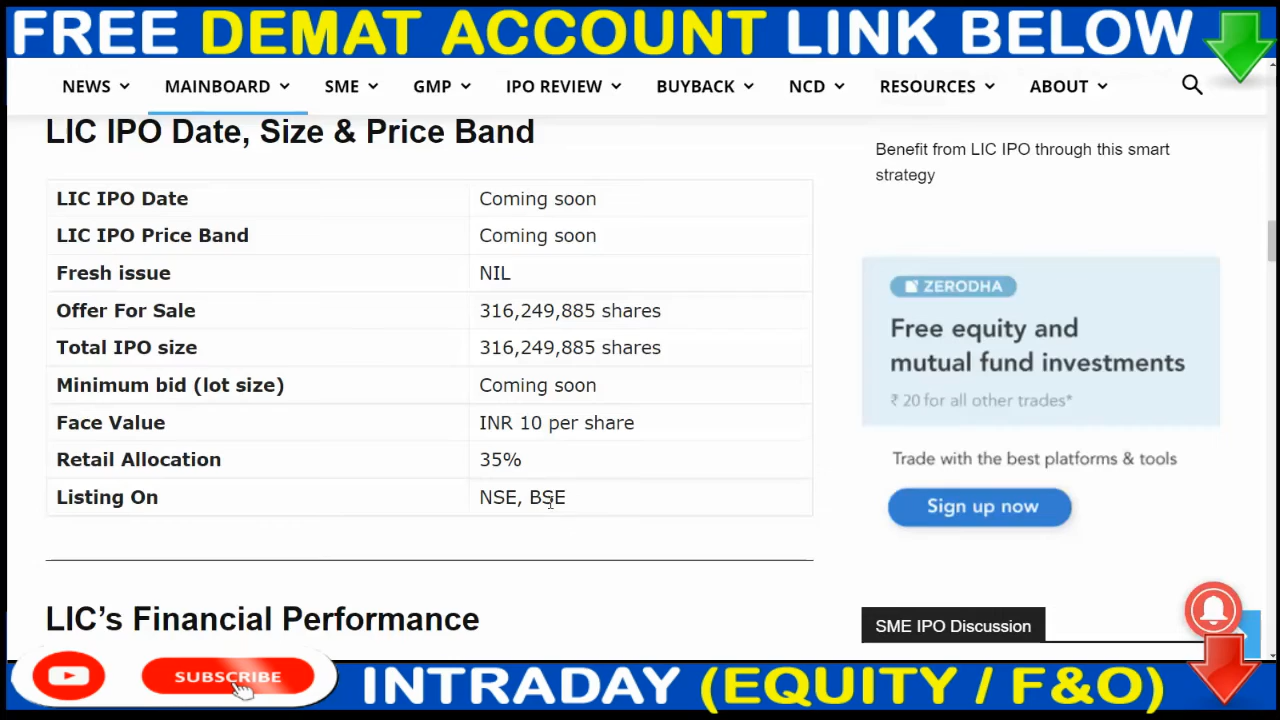 FREE DEMAT ACCOUNT LINK BELOW
NEWS MAINBOARD SME GMP IPO REVIEW BUYBACK NCD RESOURCES ABOUT
LIC IPO Date, Size & Price Band
LIC IPO Date Coming soon
LIC IPO Price Band Coming soon
Fresh issue NIL
Offer For Sale 316,249,885 shares
Total IPO size 316,249,885 shares
Minimum bid (lot size) Coming soon
Face Value INR 10 per share
Retail Allocation 35%
Listing On NSE, BSE
LIC’s Financial Performance
Benefit from LIC IPO through this smart
strategy
ZERODHA
Free equity and
mutual fund investments
₹ 20 for all other trades*
Trade with the best platforms & tools
Sign up now
SME IPO Discussion
SUBSCRIBE
INTRADAY (EQUITY / F&O)